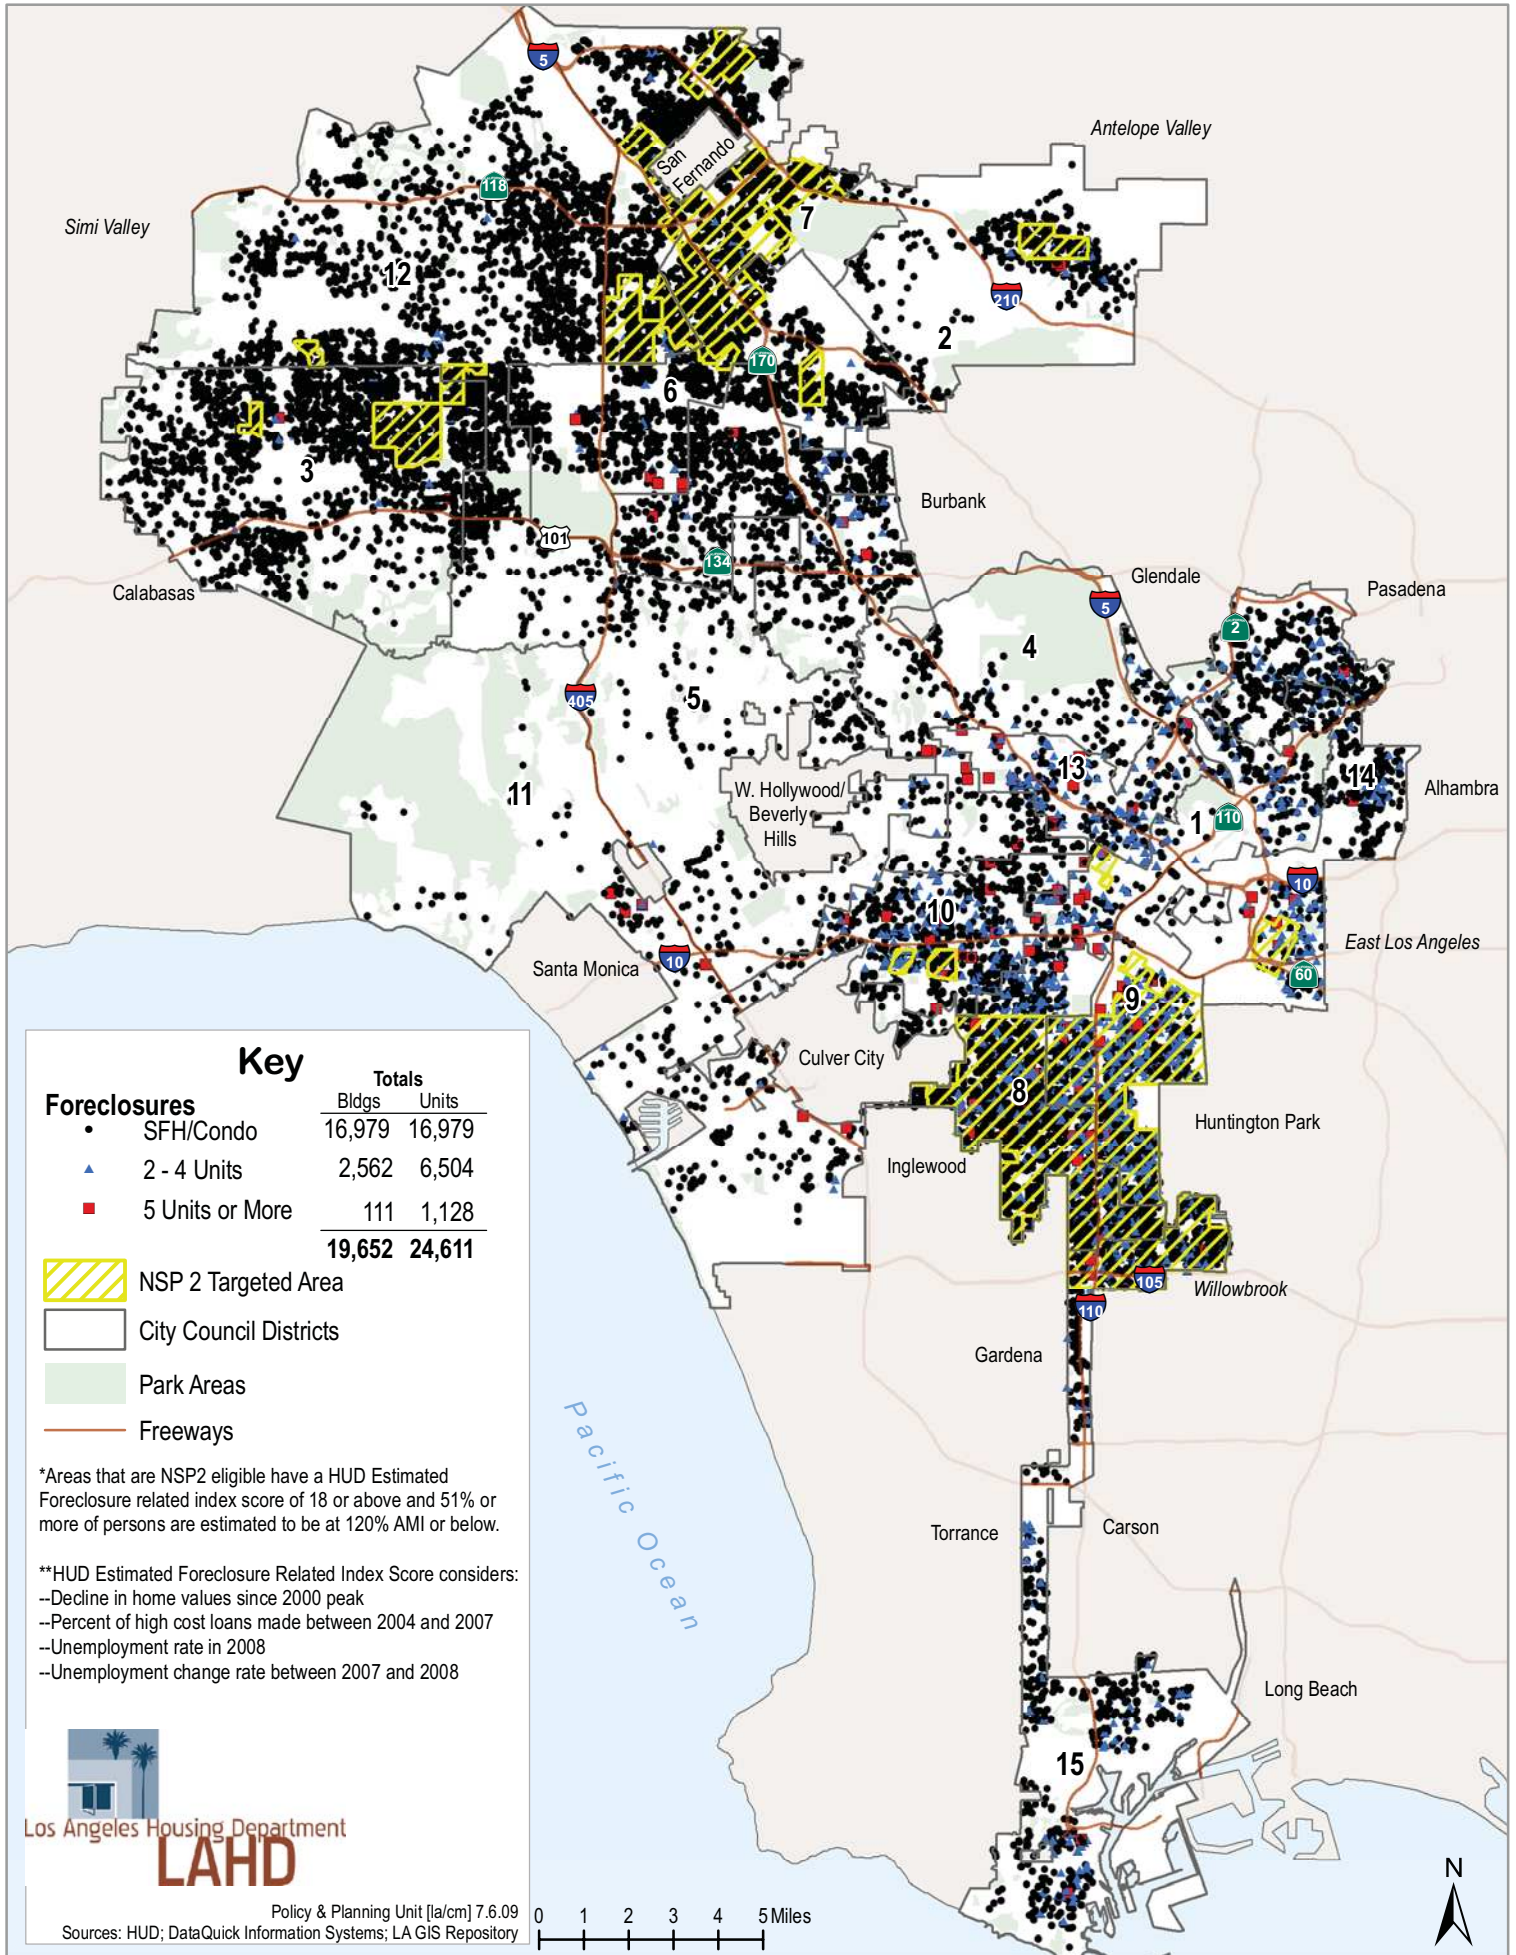 5
Antelope Valley
San
Fernando
118
Simi Valley
7
12
210
2
170
6
3
Burbank
101
134
Calabasas
Glendale
5
Pasadena
2
4
405
5
11
13
14
W. Hollywood/
Beverly
Hills
Alhambra
1
110
10
10
East Los Angeles
Santa Monica
10
60
9
Culver City
8
Huntington Park
Inglewood
105
Willowbrook
110
Gardena
Pacific Ocean
Torrance
Carson
Long Beach
15
Key
Totals
Foreclosures
Bldgs Units
SFH/Condo 16,979 16,979
2 - 4 Units 2,562 6,504
5 Units or More 111 1,128
19,652 24,611
NSP 2 Targeted Area
City Council Districts
Park Areas
Freeways
*Areas that are NSP2 eligible have a HUD Estimated
Foreclosure related index score of 18 or above and 51% or
more of persons are estimated to be at 120% AMI or below.
**HUD Estimated Foreclosure Related Index Score considers:
--Decline in home values since 2000 peak
--Percent of high cost loans made between 2004 and 2007
--Unemployment rate in 2008
--Unemployment change rate between 2007 and 2008
Los Angeles Housing Department
LAHD
Policy & Planning Unit [la/cm] 7.6.09
Sources: HUD; DataQuick Information Systems; LA GIS Repository
0 1 2 3 4 5 Miles
N